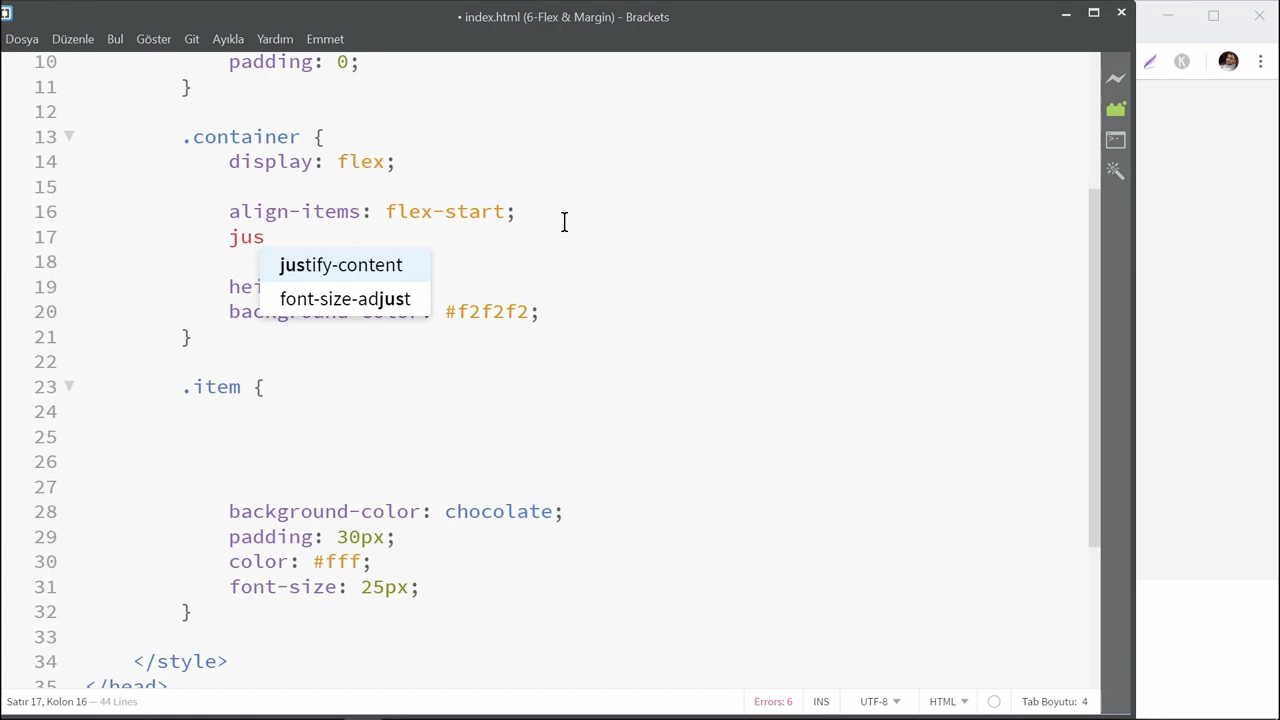 • index.html (6-Flex & Margin) - Brackets
Dosya Düzenle Bul Göster Git Ayıkla Yardım Emmet
10 padding: 0;
11 }
12
13 .container {
14 display: flex;
15
16 align-items: flex-start;
17 jus
justify-content
font-size-adjust
18
19 hei
20 background-color: #f2f2f2;
21 }
22
23 .item {
24
25
26
27
28 background-color: chocolate;
29 padding: 30px;
30 color: #fff;
31 font-size: 25px;
32 }
33
34 </style>
35 </head>
Satır 17, Kolon 16 — 44 Lines Errors: 6 INS UTF-8 HTML Tab Boyutu: 4
K